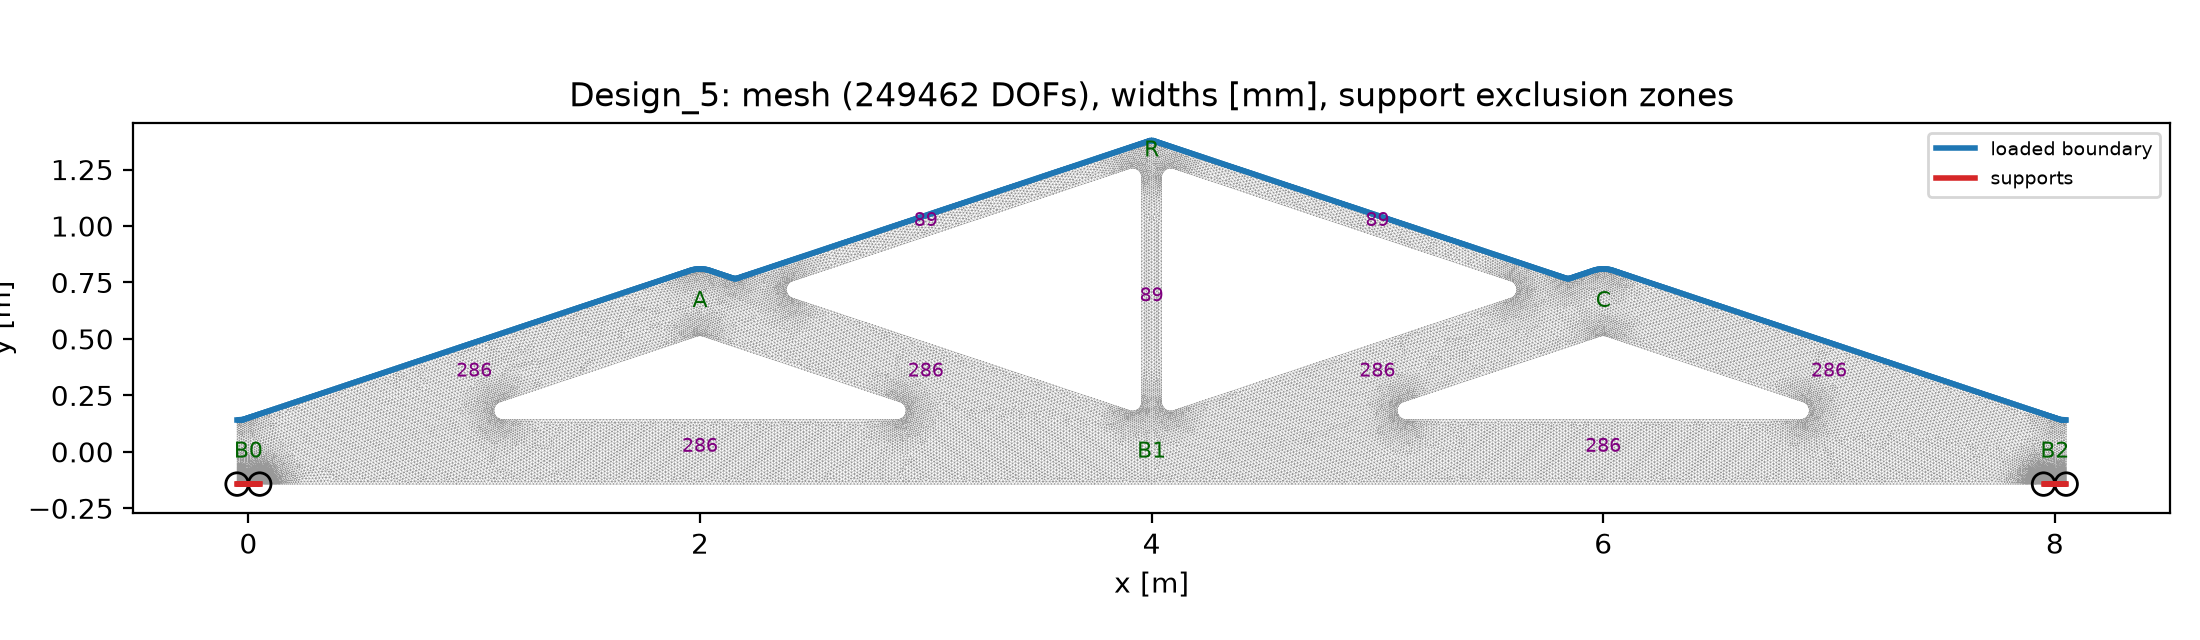 Design_5: mesh (249462 DOFs), widths [mm], support exclusion zones
loaded boundary
supports
y [m]
1.25
1.00
0.75
0.50
0.25
0.00
−0.25
R
89
89
89
A
C
286
286
286
286
B0
286
B1
286
B2
0
2
4
6
8
x [m]